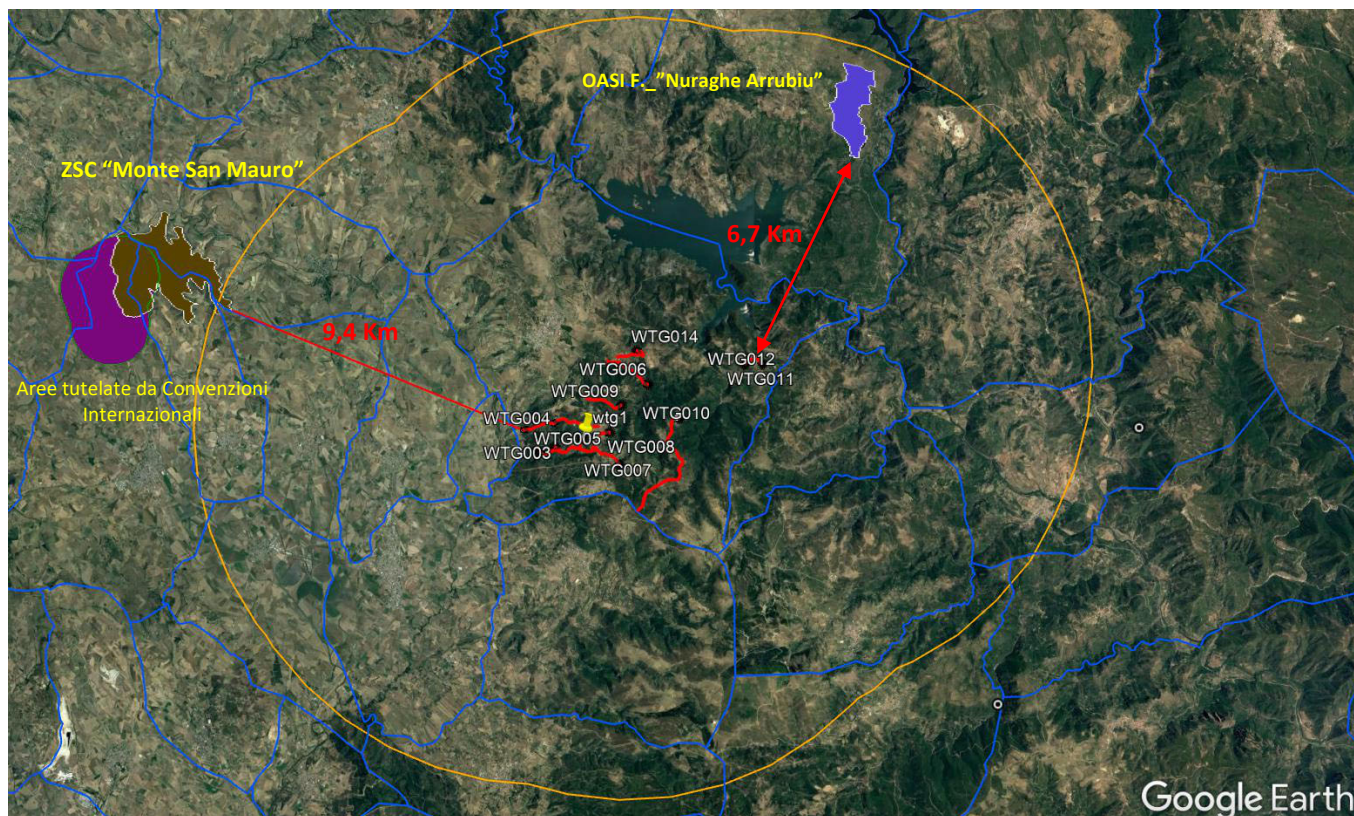 OASI F._"Nuraghe Arrubiu"
ZSC “Monte San Mauro”
6,7 Km
9,4 Km
Aree tutelate da Convenzioni
Internazionali
WTG014
WTG012
WTG006
WTG011
WTG009
WTG010
WTG004
wtg1
WTG005
WTG008
WTG003
WTG007
Google Earth